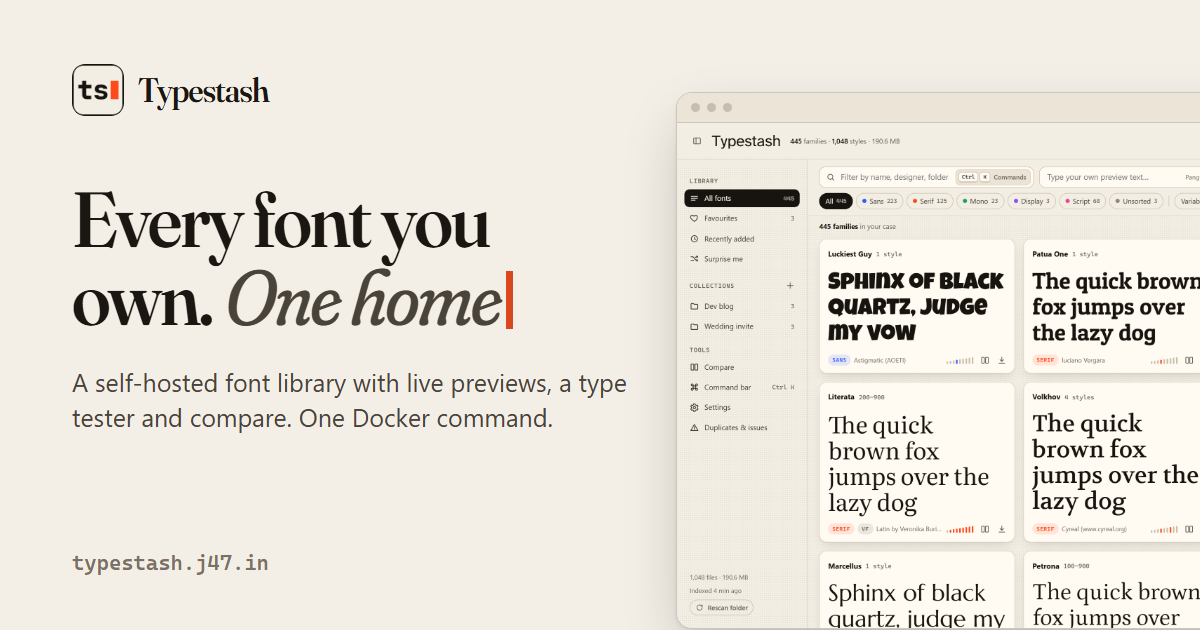 ts
Typestash
Every font you
own. One home
A self-hosted font library with live previews, a type
tester and compare. One Docker command.
typestash.j47.in
Typestash 445 families · 1,048 styles · 190.6 MB
LIBRARY
All fonts 445
Favourites 3
Recently added
Surprise me
COLLECTIONS +
Dev blog 3
Wedding invite 3
TOOLS
Compare
Command bar Ctrl K
Settings
Duplicates & issues
1,048 files · 190.6 MB
Indexed 4 min ago
Rescan folder
Filter by name, designer, folder Ctrl K Commands Type your own preview text... Pang
All 445 Sans 223 Serif 125 Mono 23 Display 3 Script 68 Unsorted 3 Variab
445 families in your case
Luckiest Guy 1 style
Sphinx of black
quartz, judge
my vow
SANS Astigmatic (AOETI)
Patua One 1 style
The quick brown
fox jumps over
the lazy dog
SERIF luciano Vergara
Literata 200–900
The quick
brown fox
jumps over the
lazy dog
SERIF VF Latin by Veronika Buri...
Volkhov 4 styles
The quick
brown fox
jumps over the
lazy dog
SERIF Cyreal (www.cyreal.org)
Marcellus 1 style
Sphinx of black
quartz, judge my
Petrona 100–900
The quick brown
fox jumps over